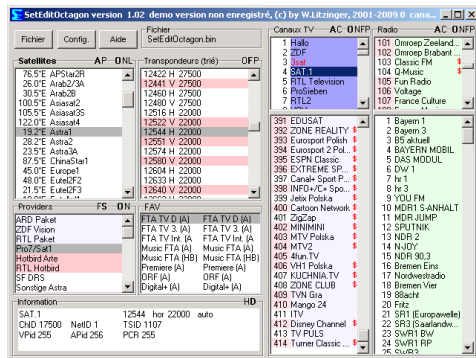 SetEditOctagon version 1.02 demo version non enregistré, (c) by W.Litzinger, 2001-2009 0 cana...
Fichier
Config.
Aide
Fichier
SetEditOctagon.bin
Satellites AP ONL
76.5°E APStar2R
26.0°E Arab2/3A
30.5°E Arab2B
100.5°E Asiasat2
105.5°E Asiasat3S
122.0°E Asiasat4
19.2°E Astra1
28.2°E Astra2
23.5°E Astra3A
87.5°E ChinaStar1
45.0°E Europe1
48.0°E Eutel2F2
21.5°E Eutel2F3
Transpondeurs (trié) OFP
12422 H 27500
12441 V 27500
12460 H 27500
12480 V 27500
12516 H 22000
12522 V 22000
12544 H 22000
12551 V 22000
12574 H 22000
12580 V 22000
12604 H 22000
12633 H 22000
12640 V 22000
Providers FS ON
ARD Paket
ZDF Vision
RTL Paket
Pro7/Sat1
Hotbird Arte
RTL Hotbird
SF DRS
Sonstige Astra
FAV
FTA TV D (A) FTA TV D (A)
FTA TV 3. (A) FTA TV 3. (A)
FTA TV Int. (A FTA TV Int. (A
Music FTA (A) Music FTA (A)
Music FTA (HB) Music FTA (HB)
Premiere (A) Premiere (A)
ORF (A) ORF (A)
Digital+ (A) Digital+ (A)
Information HD
SAT.1 12544 hor 22000 auto
CND 17500 NetID 1 TSID 1107
VPid 255 APid 256 PCR 255
Canaux TV AC ONFP
1 Hallo
2 ZDF
3 3sat
4 SAT.1
5 RTL Television
6 ProSieben
7 RTL2
391 EDUSAT
392 ZONE REALITY $
393 Eurosport Polish $
394 Eurosport 2 Pol... $
395 ESPN Classic $
396 EXTREME SP... $
397 Canal+ Sport P... $
398 INFO+/C+ Spo... $
399 Jetix Polska $
400 Cartoon Network $
401 ZigZap $
402 MINIMINI $
403 MTV Polska $
404 MTV2 $
405 4fun.TV
406 VH1 Polska $
407 KUCHNIA.TV $
408 ZONE CLUB $
409 TVN Gra
410 Mango 24
411 ITV
412 Disney Channel $
413 TV PULS
414 Turner Classic ... $
Radio AC ONFP
101 Omroep Zeeland...
102 Omroep Brabant...
103 Classic FM $
104 Q-Music $
105 Fun Radio
106 Voltage
107 France Culture
1 Bayern 1
2 Bayern 3
3 B5 aktuell
4 BAYERN MOBIL
5 DAS MODUL
6 DW 1
7 hr 1
8 hr 3
9 YOU FM
10 MDR1 S-ANHALT
11 MDR JUMP
12 SPUTNIK
13 NDR 2
14 N-JOY
15 NDR 90,3
16 Bremen Eins
17 Nordwestradio
18 Bremen Vier
19 88acht
20 Fritz
21 SR1 (Europawelle)
22 SR3 (Saarlandw...
23 SWR1 BW
24 SWR1 RP
25 SWR3